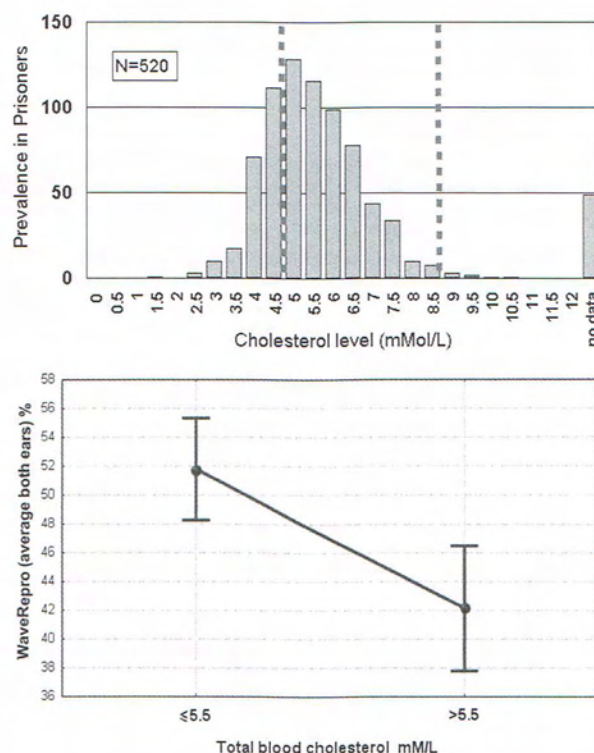 150
N=520
100
50
0
Prevalence in Prisoners
0 0.5 1 1.5 2 2.5 3 3.5 4 4.5 5 5.5 6 6.5 7 7.5 8 8.5 9 9.5 10 10.5 11 11.5 12 no data
Cholesterol level (mMol/L)
58
56
54
52
50
48
46
44
42
40
38
36
WaveRepro (average both ears) %
≤5.5 >5.5
Total blood cholesterol mM/L